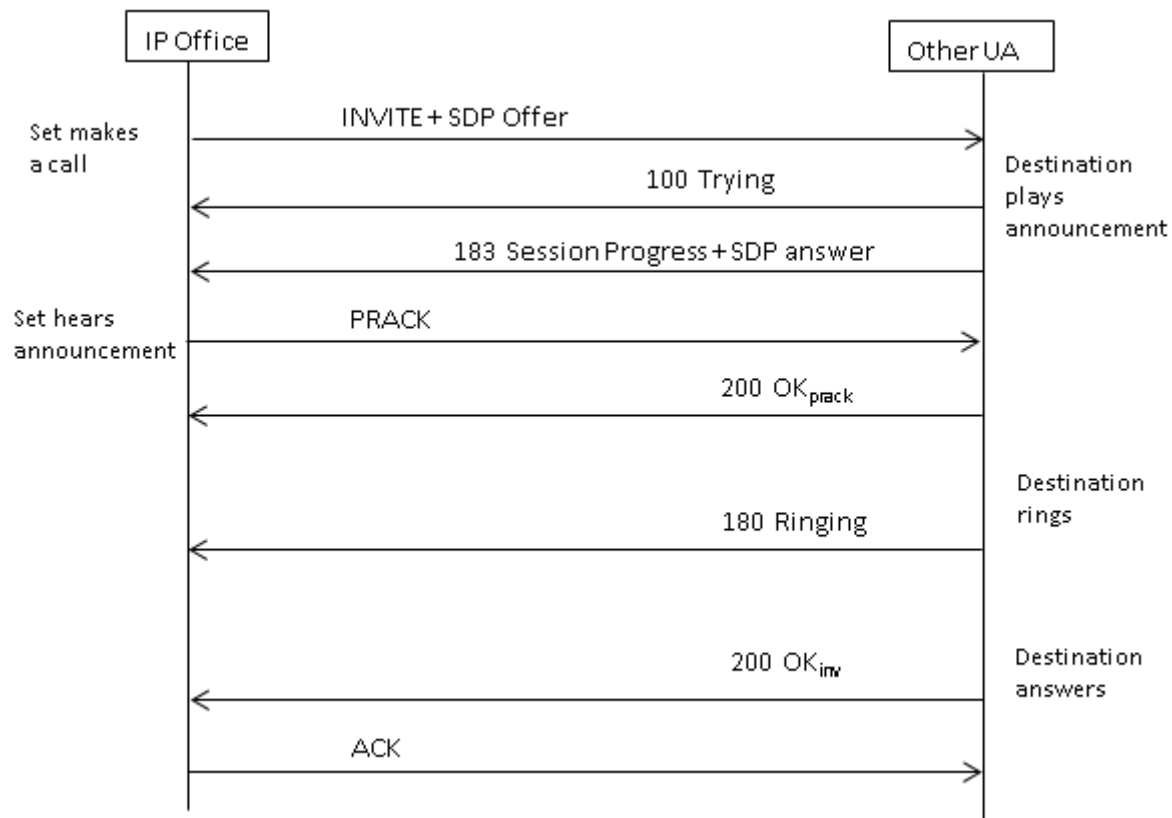 IP Office
Other UA
INVITE + SDP Offer
Set makes
a call
100 Trying
Destination
plays
announcement
183 Session Progress + SDP answer
Set hears
announcement
PRACK
200 OKprack
Destination
rings
180 Ringing
200 OKinv
Destination
answers
ACK